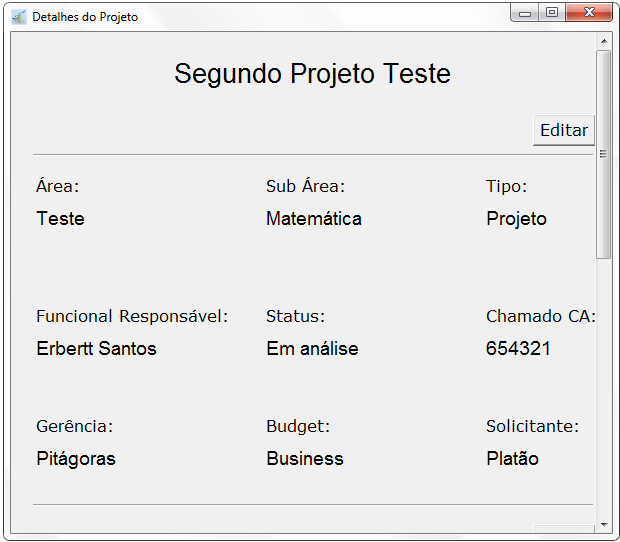 Detalhes do Projeto
Segundo Projeto Teste
Editar
Área: Sub Área: Tipo:
Teste Matemática Projeto
Funcional Responsável: Status: Chamado CA:
Erbertt Santos Em análise 654321
Gerência: Budget: Solicitante:
Pitágoras Business Platão